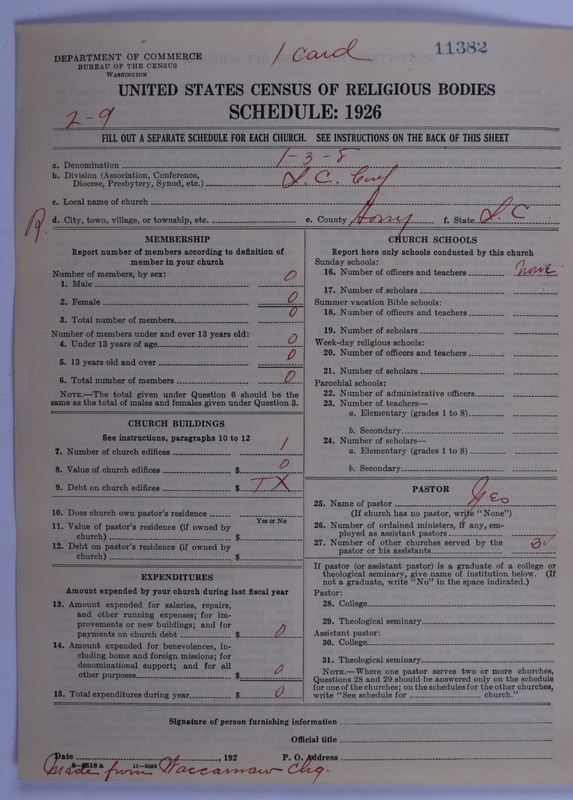 1 card
11382
DEPARTMENT OF COMMERCE
BUREAU OF THE CENSUS
WASHINGTON
UNITED STATES CENSUS OF RELIGIOUS BODIES
2-9
SCHEDULE: 1926
FILL OUT A SEPARATE SCHEDULE FOR EACH CHURCH. SEE INSTRUCTIONS ON THE BACK OF THIS SHEET
a. Denomination 1-3-8
b. Division (Association, Conference,
Diocese, Presbytery, Synod, etc.) S. C. Conf
c. Local name of church
R. d. City, town, village, or township, etc. e. County Horry f. State S C
MEMBERSHIP
Report number of members according to definition of
member in your church
Number of members, by sex:
1. Male 0
2. Female 0
3. Total number of members 0
Number of members under and over 13 years old:
4. Under 13 years of age 0
5. 13 years old and over 0
6. Total number of members 0
NOTE.—The total given under Question 6 should be the
same as the total of males and females given under Question 3.
CHURCH BUILDINGS
See instructions, paragraphs 10 to 12
7. Number of church edifices 1
8. Value of church edifices $ 0
9. Debt on church edifices $ TX
10. Does church own pastor's residence
Yes or No
11. Value of pastor's residence (if owned by
church) $
12. Debt on pastor's residence (if owned by
church) $
EXPENDITURES
Amount expended by your church during last fiscal year
13. Amount expended for salaries, repairs,
and other running expenses; for im-
provements or new buildings; and for
payments on church debt $ 0
14. Amount expended for benevolences, in-
cluding home and foreign missions; for
denominational support; and for all
other purposes $ 0
15. Total expenditures during year $ 0
CHURCH SCHOOLS
Report here only schools conducted by this church
Sunday schools:
16. Number of officers and teachers None
17. Number of scholars
Summer vacation Bible schools:
18. Number of officers and teachers
19. Number of scholars
Week-day religious schools:
20. Number of officers and teachers
21. Number of scholars
Parochial schools:
22. Number of administrative officers
23. Number of teachers—
a. Elementary (grades 1 to 8)
b. Secondary
24. Number of scholars—
a. Elementary (grades 1 to 8)
b. Secondary
PASTOR
25. Name of pastor Yes
(If church has no pastor, write "None")
26. Number of ordained ministers, if any, em-
ployed as assistant pastors
27. Number of other churches served by the
pastor or his assistants 3
If pastor (or assistant pastor) is a graduate of a college or
theological seminary, give name of institution below. (If
not a graduate, write "No" in the space indicated.)
Pastor:
28. College
29. Theological seminary
Assistant pastor:
30. College
31. Theological seminary
NOTE.—Where one pastor serves two or more churches,
Questions 28 and 29 should be answered only on the schedule
for one of the churches; on the schedules for the other churches,
write "See schedule for church."
Signature of person furnishing information
Official title
Date , 192 P. O. Address
11—9034
Made from Waccamaw Chg.